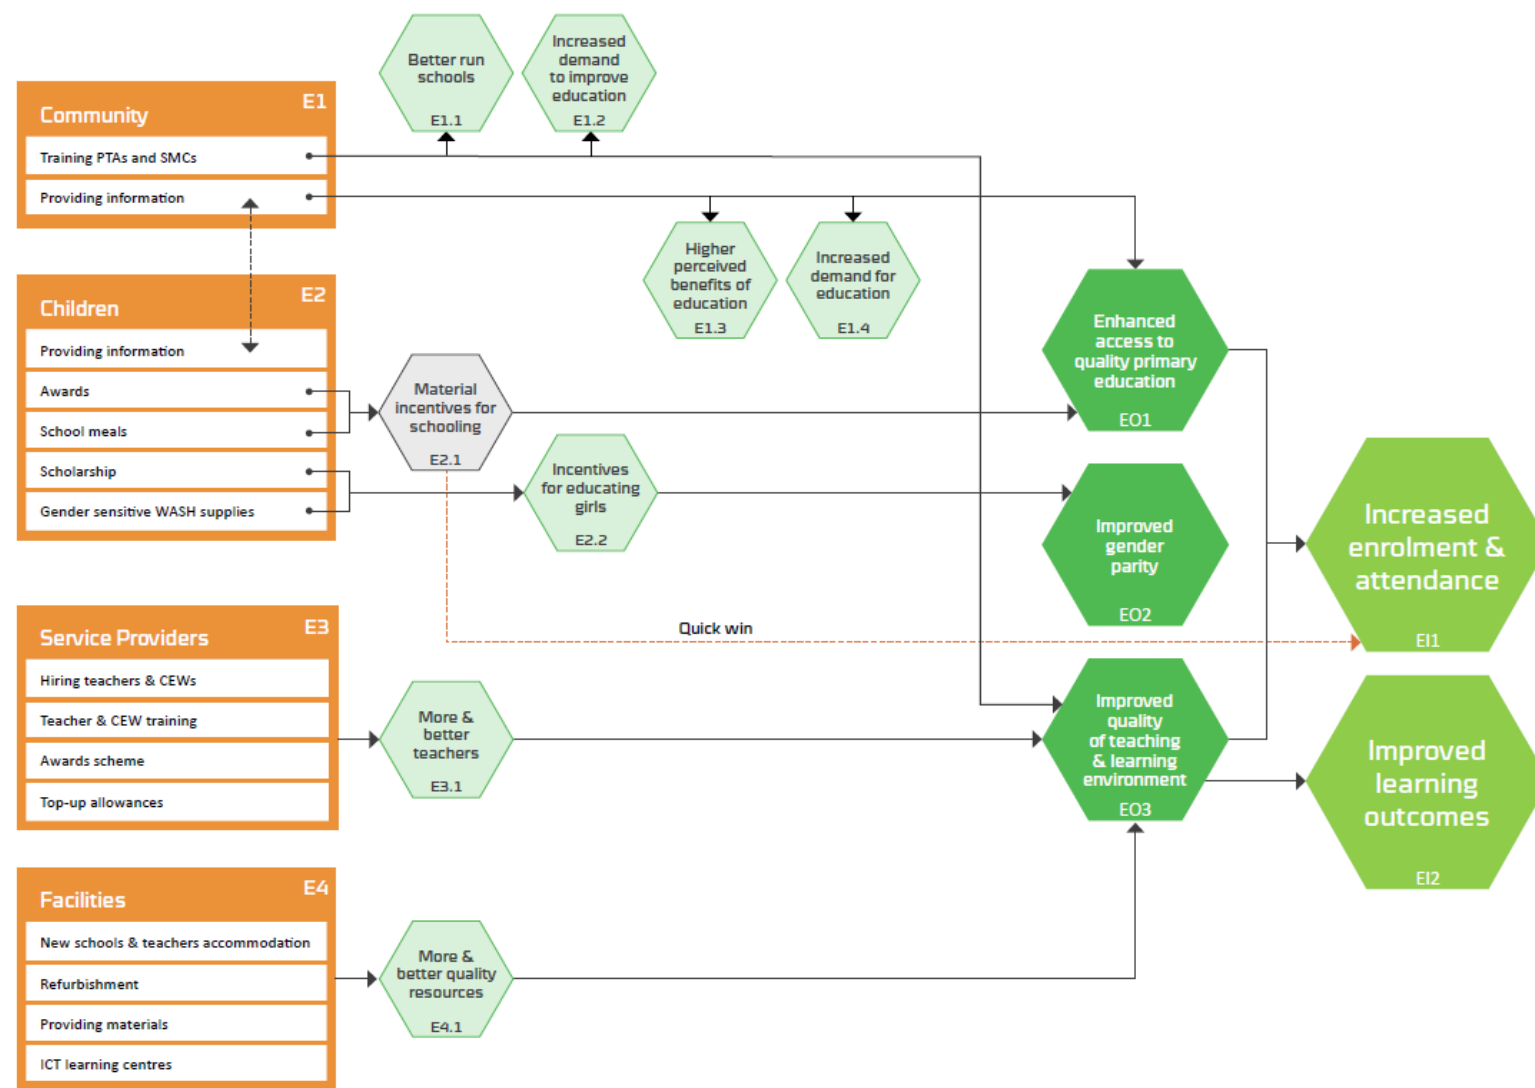 E1
Community
Training PTAs and SMCs
Providing information
Better run
schools
E1.1
Increased
demand
to improve
education
E1.2
Higher
perceived
benefits of
education
E1.3
Increased
demand for
education
E1.4
E2
Children
Providing information
Awards
School meals
Scholarship
Gender sensitive WASH supplies
Material
incentives for
schooling
E2.1
Incentives
for educating
girls
E2.2
Quick win
E3
Service Providers
Hiring teachers & CEWs
Teacher & CEW training
Awards scheme
Top-up allowances
More &
better
teachers
E3.1
E4
Facilities
New schools & teachers accommodation
Refurbishment
Providing materials
ICT learning centres
More &
better quality
resources
E4.1
Enhanced
access to
quality primary
education
EO1
Improved
gender
parity
EO2
Improved
quality
of teaching
& learning
environment
EO3
Increased
enrolment &
attendance
EI1
Improved
learning
outcomes
EI2